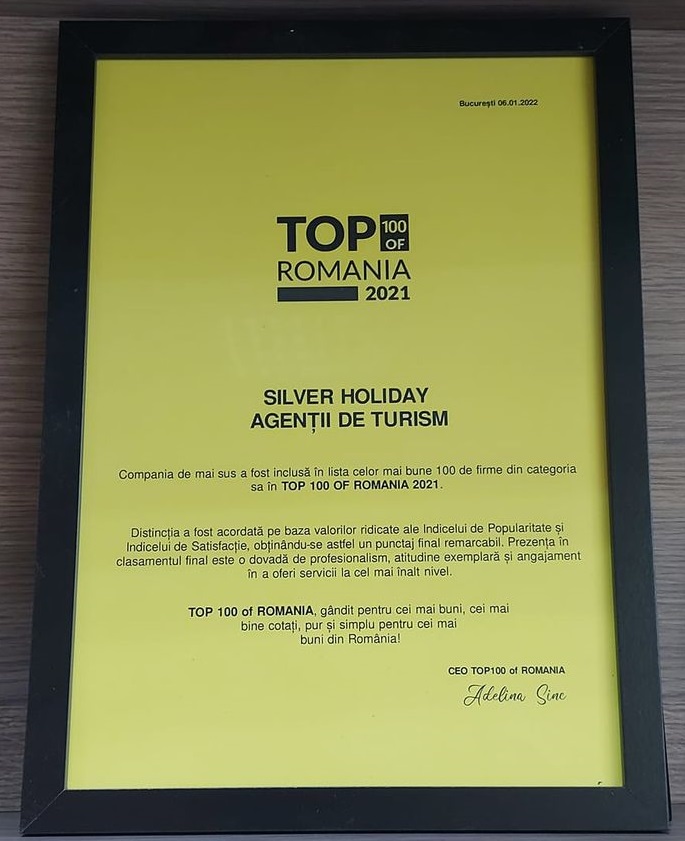 București 06.01.2022
TOP 100 OF
ROMANIA
2021
SILVER HOLIDAY
AGENȚII DE TURISM
Compania de mai sus a fost inclusă în lista celor mai bune 100 de firme din categoria
sa în TOP 100 OF ROMANIA 2021.
Distincția a fost acordată pe baza valorilor ridicate ale Indicelui de Popularitate și
Indicelui de Satisfacție, obținându-se astfel un punctaj final remarcabil. Prezența în
clasamentul final este o dovadă de profesionalism, atitudine exemplară și angajament
în a oferi servicii la cel mai înalt nivel.
TOP 100 of ROMANIA, gândit pentru cei mai buni, cei mai
bine cotați, pur și simplu pentru cei mai
buni din România!
CEO TOP100 of ROMANIA
Adelina Sinc